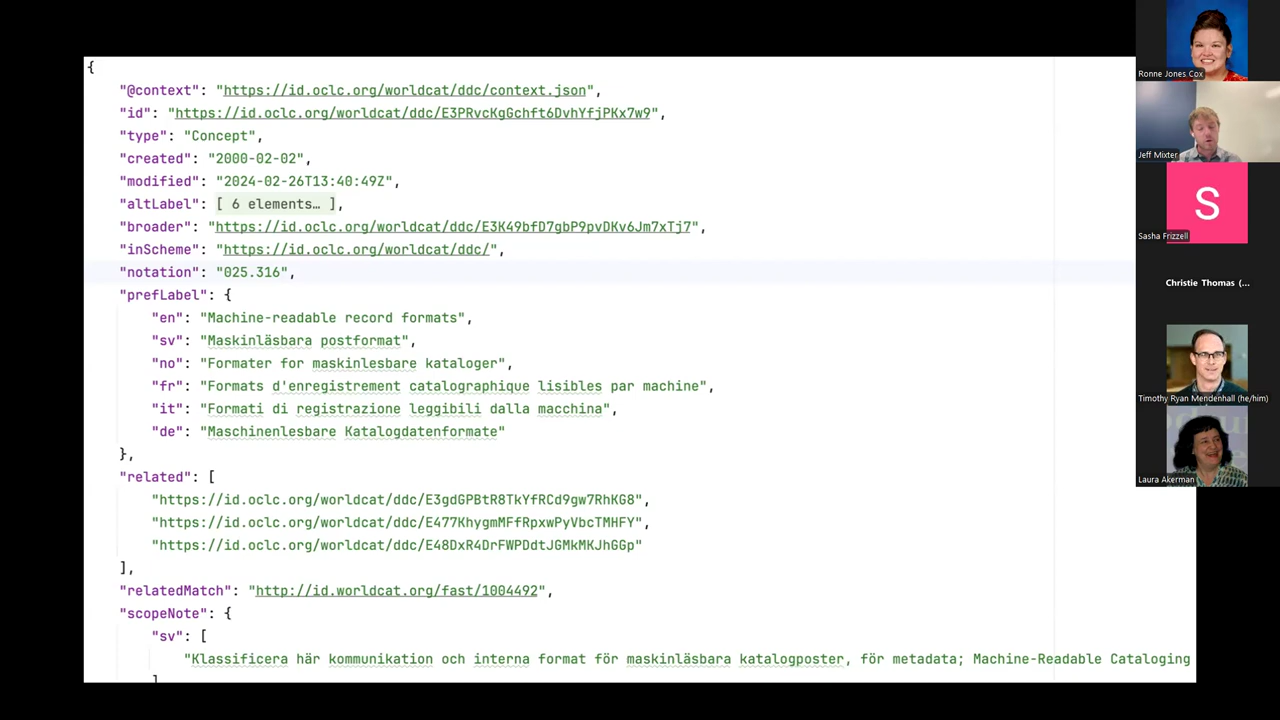 {
"@context": "https://id.oclc.org/worldcat/ddc/context.json",
"id": "https://id.oclc.org/worldcat/ddc/E3PRvcKgGchft6DvhYfjPKx7w9",
"type": "Concept",
"created": "2000-02-02",
"modified": "2024-02-26T13:40:49Z",
"altLabel": [ 6 elements… ],
"broader": "https://id.oclc.org/worldcat/ddc/E3K49bfD7gbP9pvDKv6Jm7xTj7",
"inScheme": "https://id.oclc.org/worldcat/ddc/",
"notation": "025.316",
"prefLabel": {
"en": "Machine-readable record formats",
"sv": "Maskinläsbara postformat",
"no": "Formater for maskinlesbare kataloger",
"fr": "Formats d'enregistrement catalographique lisibles par machine",
"it": "Formati di registrazione leggibili dalla macchina",
"de": "Maschinenlesbare Katalogdatenformate"
},
"related": [
"https://id.oclc.org/worldcat/ddc/E3gdGPBtR8TkYfRCd9gw7RhKG8",
"https://id.oclc.org/worldcat/ddc/E477KhygmMFfRpxwPyVbcTMHFY",
"https://id.oclc.org/worldcat/ddc/E48DxR4DrFWPDdtJGMkMKJhGGp"
],
"relatedMatch": "http://id.worldcat.org/fast/1004492",
"scopeNote": {
"sv": [
"Klassificera här kommunikation och interna format för maskinläsbara katalogposter, för metadata; Machine-Readable Cataloging
]
Ronne Jones Cox
Jeff Mixter
S
Sasha Frizzell
Christie Thomas (...
Timothy Ryan Mendenhall (he/him)
Laura Akerman